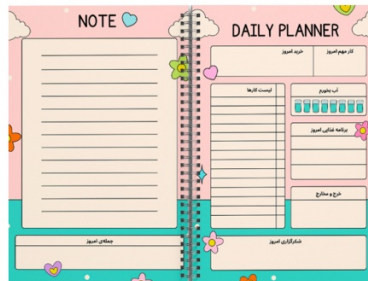 NOTE
جمله‌ی امروز
DAILY PLANNER
کار مهم امروز
خرید امروز
لیست کارها
آب بخورم
برنامه غذایی امروز
خرج و مخارج
شکرگزاری امروز